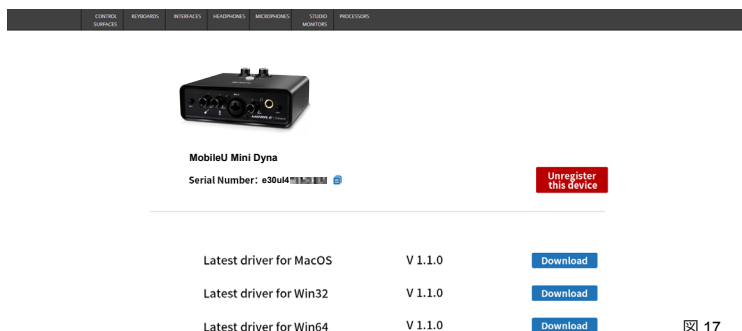 CONTROL SURFACES
KEYBOARDS
INTERFACES
HEADPHONES
MICROPHONES
STUDIO MONITORS
PROCESSORS
MobileU Mini Dyna
Serial Number: e30ul4
Unregister
this device
Latest driver for MacOS V 1.1.0 Download
Latest driver for Win32 V 1.1.0 Download
Latest driver for Win64 V 1.1.0 Download
図 17